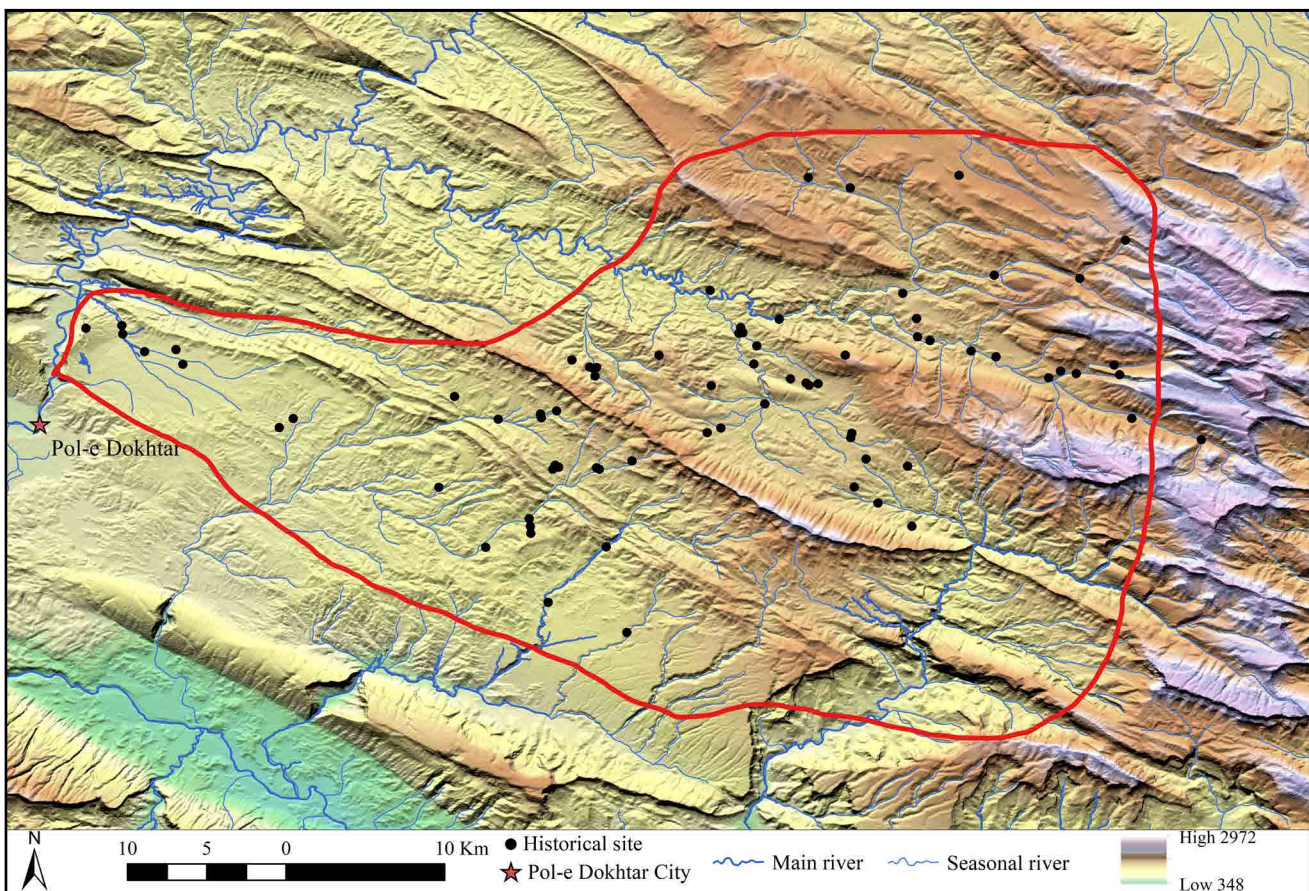 Pol-e Dokhtar
N
10 5 0 10 Km
Historical site
Pol-e Dokhtar City
Main river
Seasonal river
High 2972
Low 348